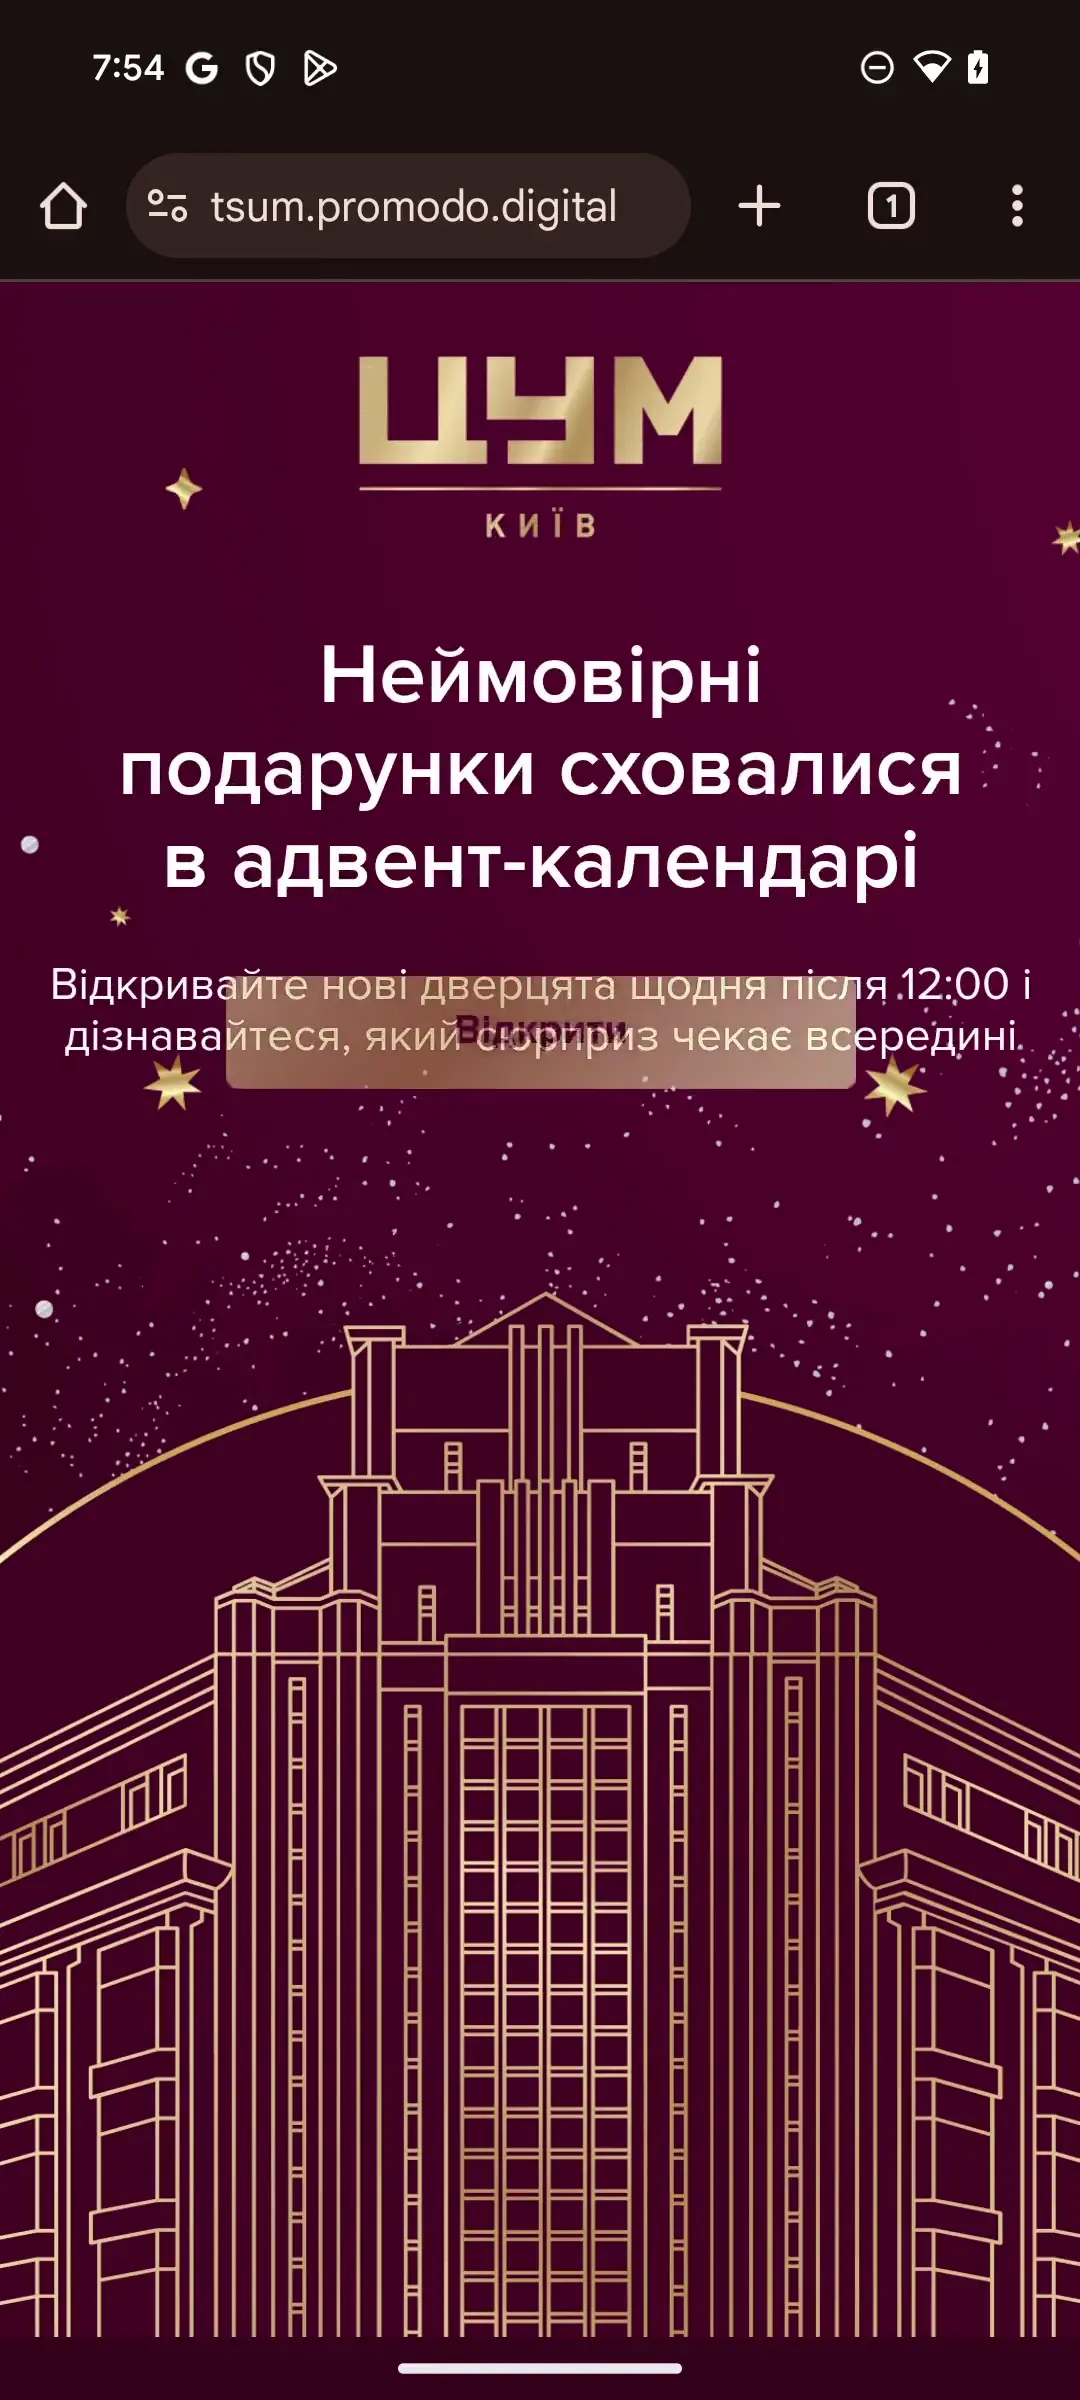 7:54
tsum.promodo.digital
1
ЦУМ
КИЇВ
Неймовірні
подарунки сховалися
в адвент-календарі
Відкривайте нові дверцята щодня після 12:00 і
дізнавайтеся, який сюрприз чекає всередині.
Відкрити